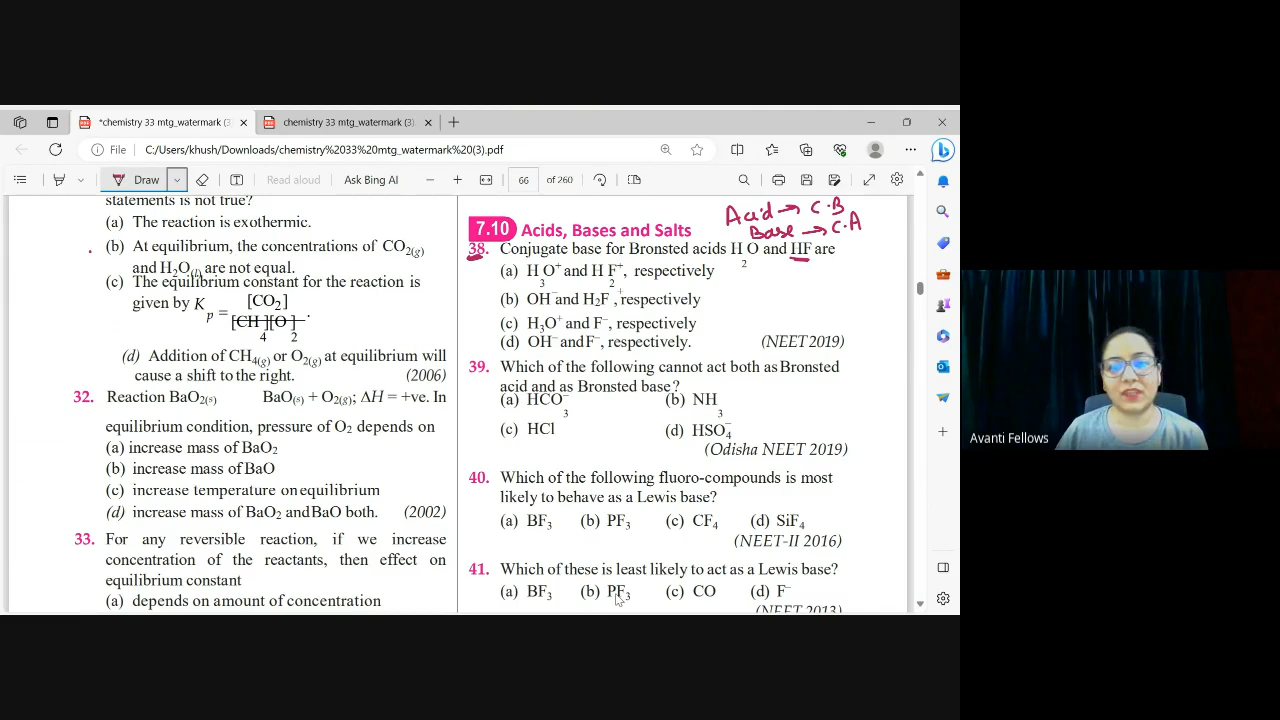 *chemistry 33 mtg_watermark (3).
chemistry 33 mtg_watermark (3).
File
C:/Users/khush/Downloads/chemistry%2033%20mtg_watermark%20(3).pdf
Draw
Read aloud
Ask Bing AI
66 of 260
statements is not true?
(a) The reaction is exothermic.
(b) At equilibrium, the concentrations of CO2(g)
and H2O(l) are not equal.
(c) The equilibrium constant for the reaction is
given by Kp = [CO2] / [CH4][O2].
(d) Addition of CH4(g) or O2(g) at equilibrium will
cause a shift to the right. (2006)
32. Reaction BaO2(s) BaO(s) + O2(g); ΔH = +ve. In
equilibrium condition, pressure of O2 depends on
(a) increase mass of BaO2
(b) increase mass of BaO
(c) increase temperature on equilibrium
(d) increase mass of BaO2 and BaO both. (2002)
33. For any reversible reaction, if we increase
concentration of the reactants, then effect on
equilibrium constant
(a) depends on amount of concentration
Acid → C.B
Base → C.A
7.10 Acids, Bases and Salts
38. Conjugate base for Bronsted acids H2O and HF are
(a) H3O+ and H2F+, respectively
(b) OH− and H2F+, respectively
(c) H3O+ and F−, respectively
(d) OH− and F−, respectively. (NEET 2019)
39. Which of the following cannot act both as Bronsted
acid and as Bronsted base?
(a) HCO3− (b) NH3
(c) HCl (d) HSO4−
(Odisha NEET 2019)
40. Which of the following fluoro-compounds is most
likely to behave as a Lewis base?
(a) BF3 (b) PF3 (c) CF4 (d) SiF4
(NEET-II 2016)
41. Which of these is least likely to act as a Lewis base?
(a) BF3 (b) PF3 (c) CO (d) F−
(NEET 2013)
Avanti Fellows